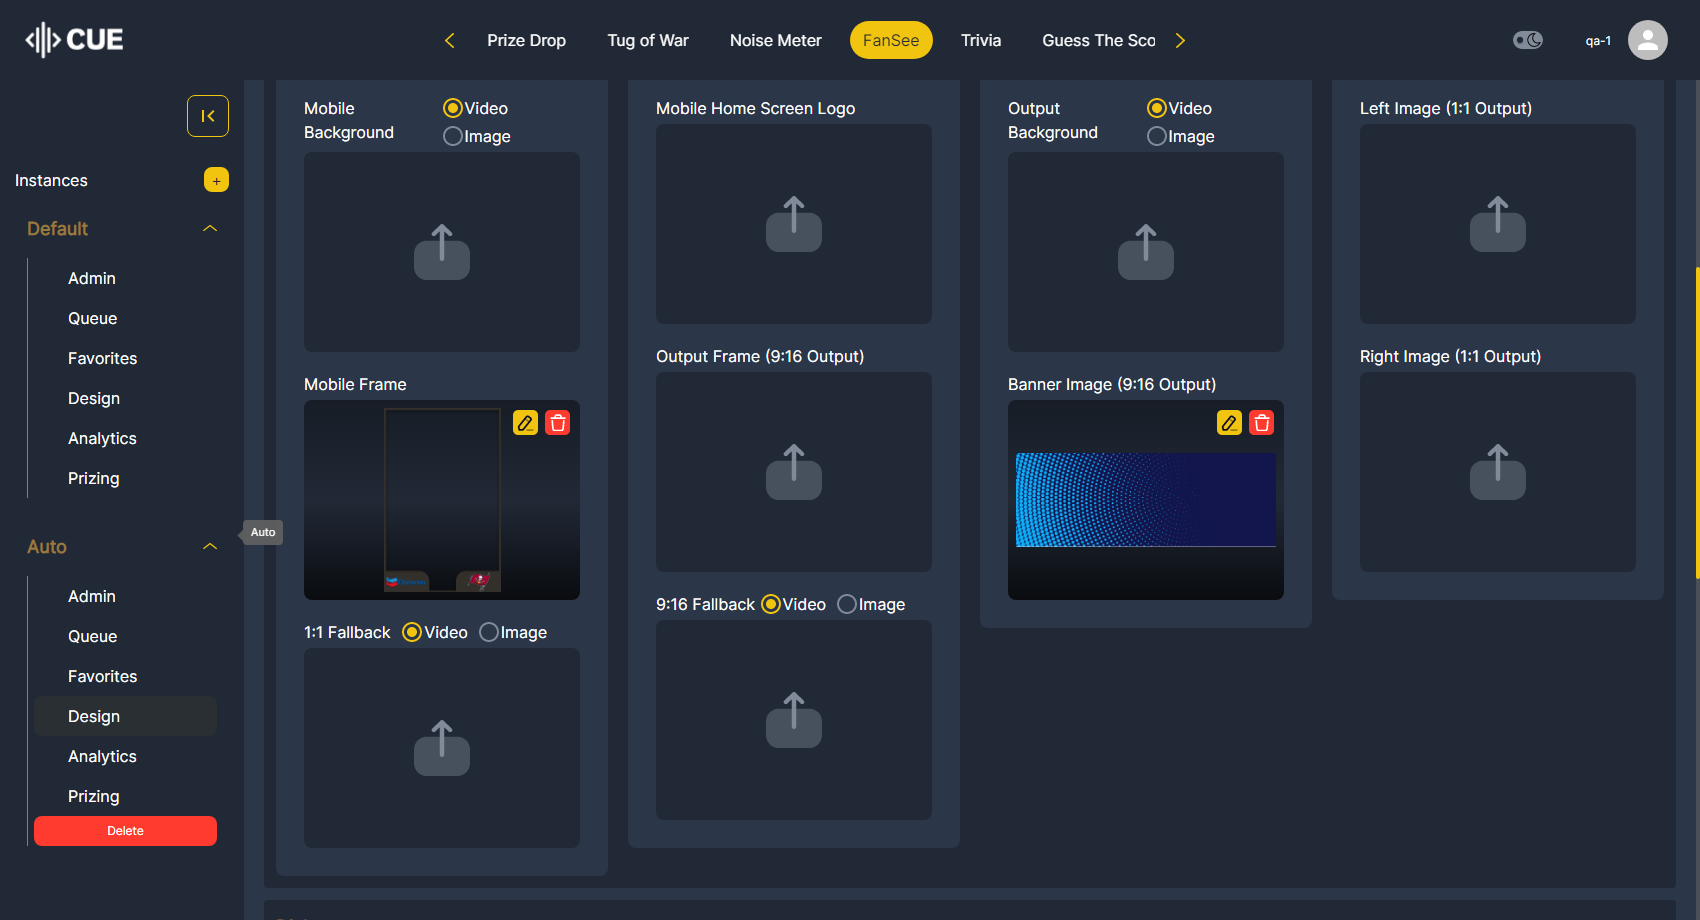 CUE
Prize Drop
Tug of War
Noise Meter
FanSee
Trivia
Guess The Sco
qa-1
Instances
+
Default
Admin
Queue
Favorites
Design
Analytics
Prizing
Auto
Auto
Admin
Queue
Favorites
Design
Analytics
Prizing
Delete
Mobile
Background
Video
Image
Mobile Frame
1:1 Fallback
Video
Image
Mobile Home Screen Logo
Output Frame (9:16 Output)
9:16 Fallback
Video
Image
Output
Background
Video
Image
Banner Image (9:16 Output)
Left Image (1:1 Output)
Right Image (1:1 Output)